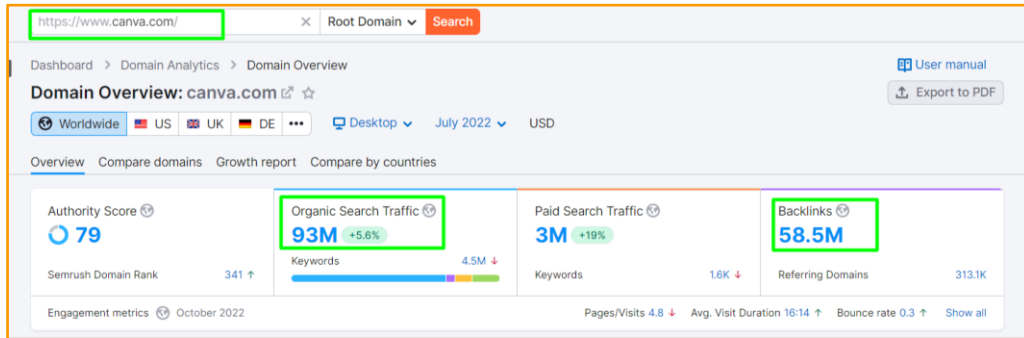 https://www.canva.com/ × Root Domain Search
Dashboard > Domain Analytics > Domain Overview
User manual
Domain Overview: canva.com
Export to PDF
Worldwide US UK DE ••• Desktop July 2022 USD
Overview Compare domains Growth report Compare by countries
Authority Score
79
Semrush Domain Rank 341 ↑
Organic Search Traffic
93M +5.6%
Keywords 4.5M ↓
Paid Search Traffic
3M +19%
Keywords 1.6K ↓
Backlinks
58.5M
Referring Domains 313.1K
Engagement metrics October 2022 Pages/Visits 4.8 ↓ Avg. Visit Duration 16:14 ↑ Bounce rate 0.3 ↑ Show all